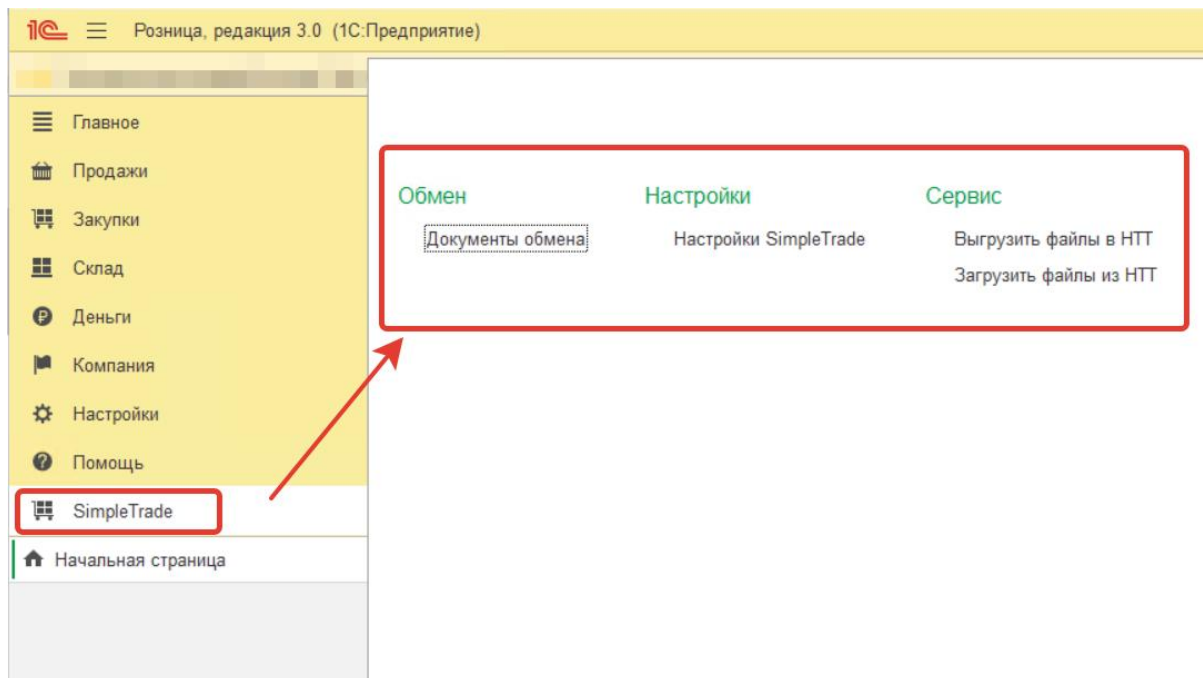 1С Розница, редакция 3.0 (1С:Предприятие)
Главное
Продажи
Закупки
Склад
Деньги
Компания
Настройки
Помощь
SimpleTrade
Начальная страница
Обмен
Документы обмена
Настройки
Настройки SimpleTrade
Сервис
Выгрузить файлы в НТТ
Загрузить файлы из НТТ